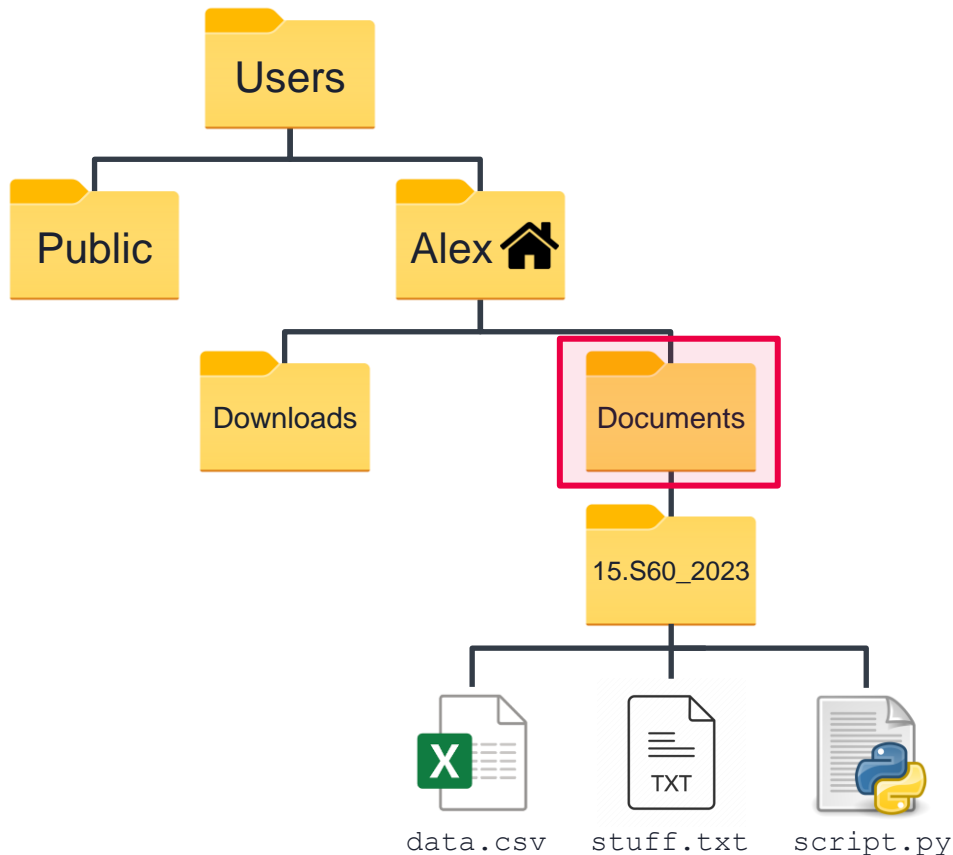 Users
Public
Alex
Downloads
Documents
15.S60_2023
X
TXT
data.csv
stuff.txt
script.py